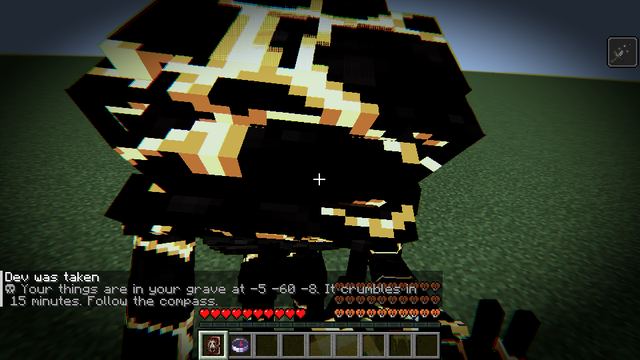 Dev was taken
☠ Your things are in your grave at -5 -60 -8. It crumbles in
15 minutes. Follow the compass.